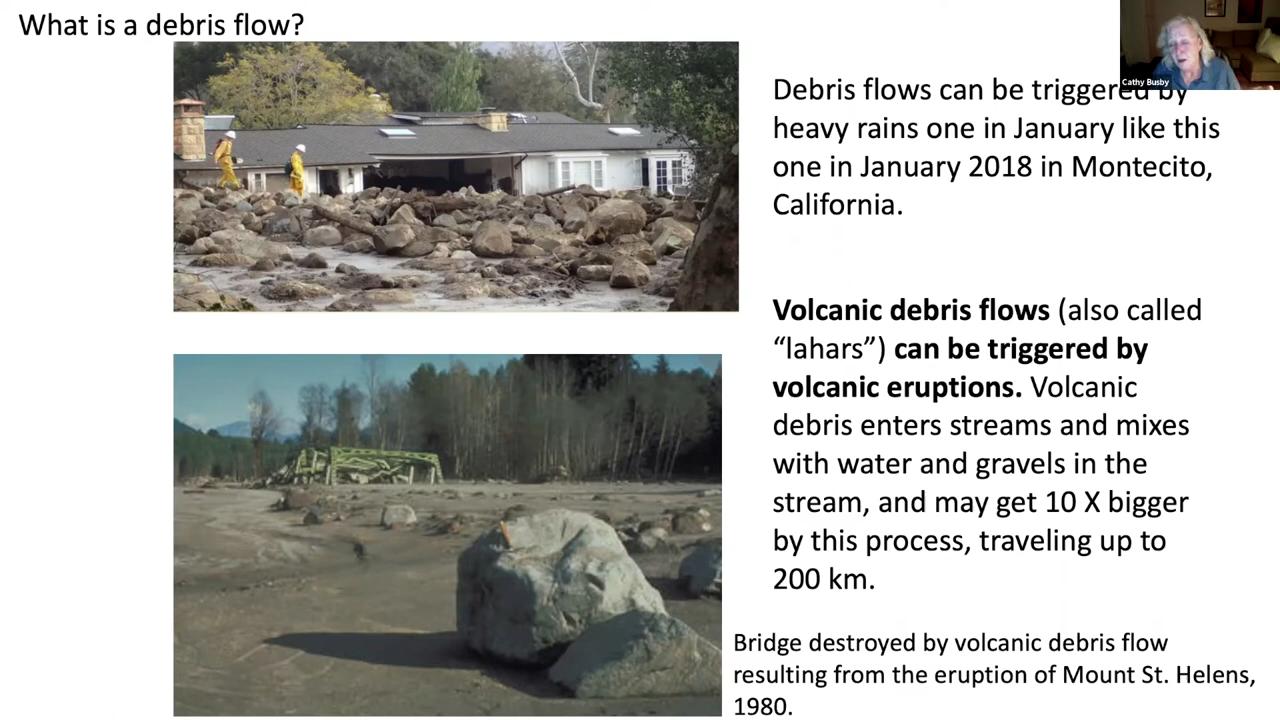 What is a debris flow?
Cathy Busby
Debris flows can be triggered by
heavy rains one in January like this
one in January 2018 in Montecito,
California.
Volcanic debris flows (also called
“lahars”) can be triggered by
volcanic eruptions. Volcanic
debris enters streams and mixes
with water and gravels in the
stream, and may get 10 X bigger
by this process, traveling up to
200 km.
Bridge destroyed by volcanic debris flow
resulting from the eruption of Mount St. Helens,
1980.